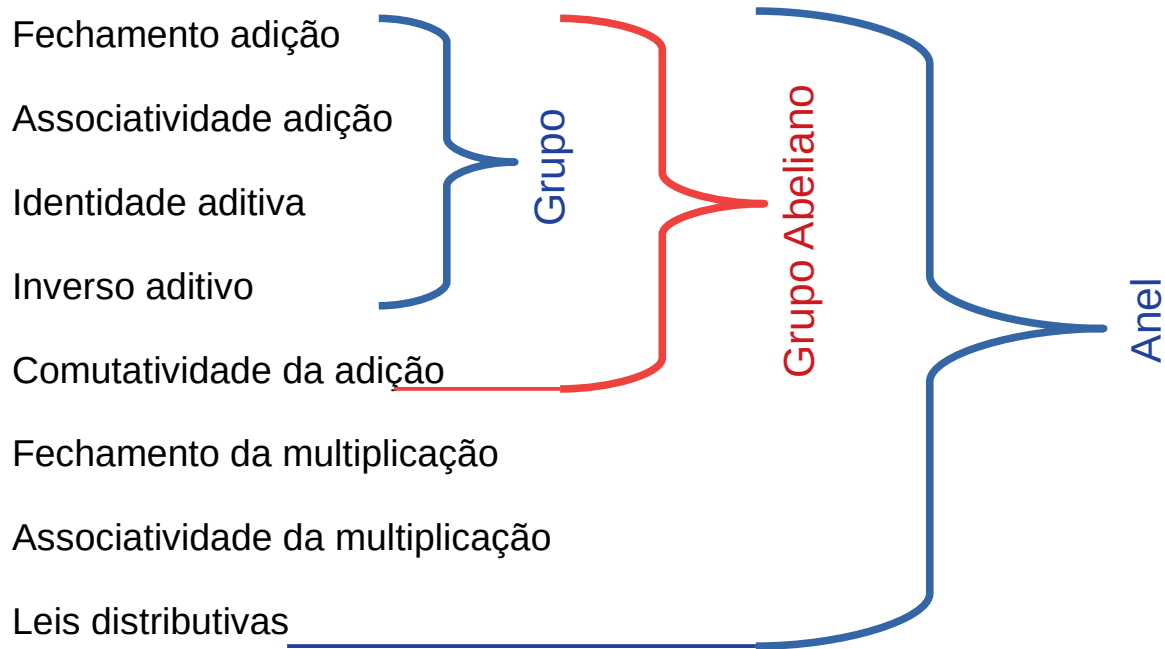 Fechamento adição
Associatividade adição
Identidade aditiva
Inverso aditivo
Comutatividade da adição
Fechamento da multiplicação
Associatividade da multiplicação
Leis distributivas
Grupo
Grupo Abeliano
Anel